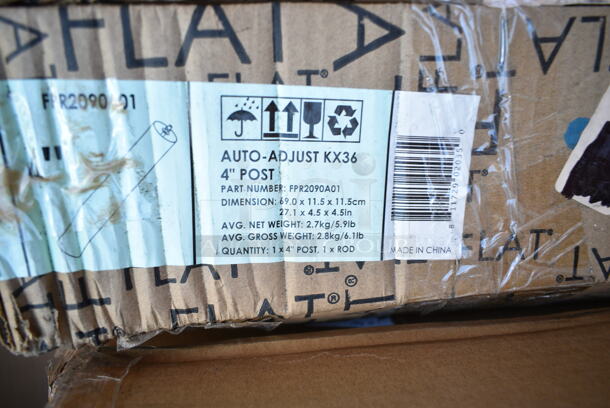 FLAT
FLAT®
FPR2090A01
AUTO-ADJUST KX36
4" POST
PART NUMBER: FPR2090A01
DIMENSION: 69.0 x 11.5 x 11.5cm
27.1 x 4.5 x 4.5in
AVG. NET WEIGHT: 2.7kg/5.9lb
AVG. GROSS WEIGHT: 2.8kg/6.1lb
QUANTITY: 1 x 4" POST, 1 x ROD
MADE IN CHINA
FLAT
FLAT®